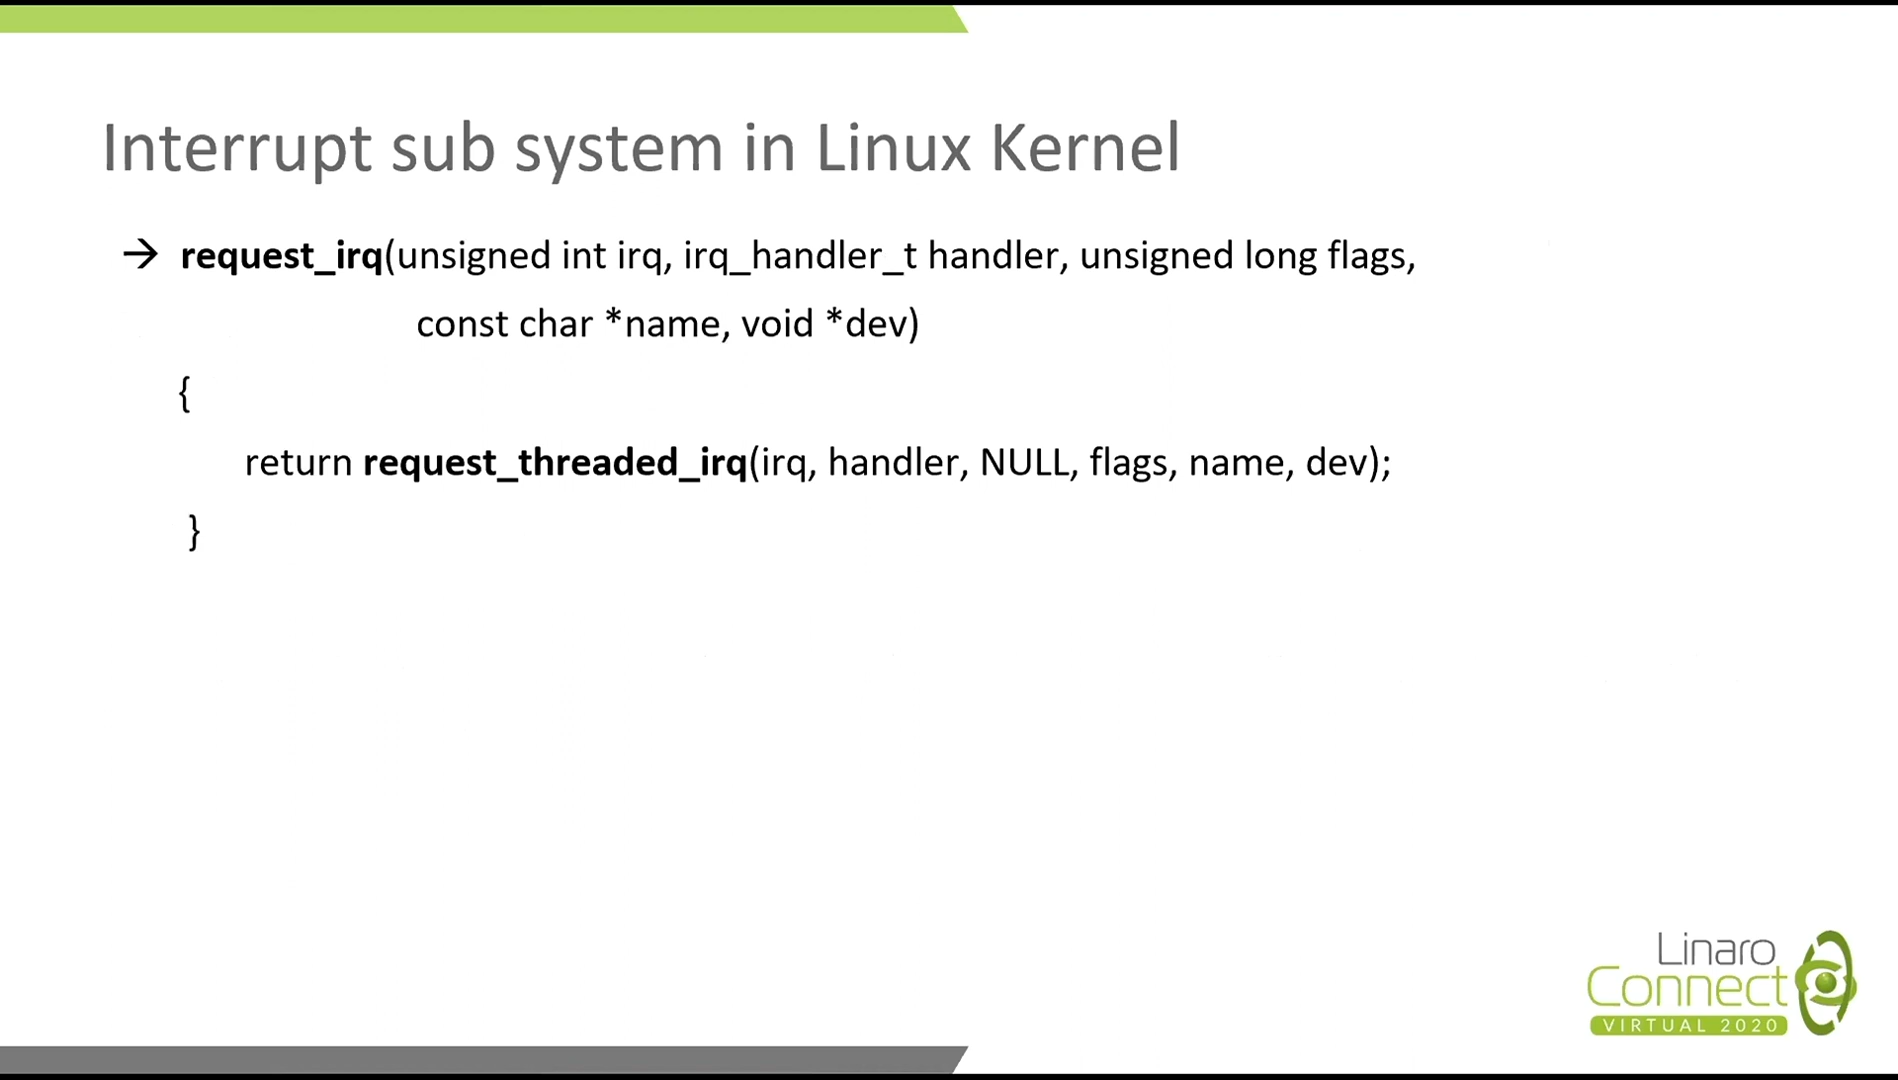 Interrupt sub system in Linux Kernel
→ request_irq(unsigned int irq, irq_handler_t handler, unsigned long flags,
const char *name, void *dev)
{
return request_threaded_irq(irq, handler, NULL, flags, name, dev);
}
Linaro
Connect
VIRTUAL 2020